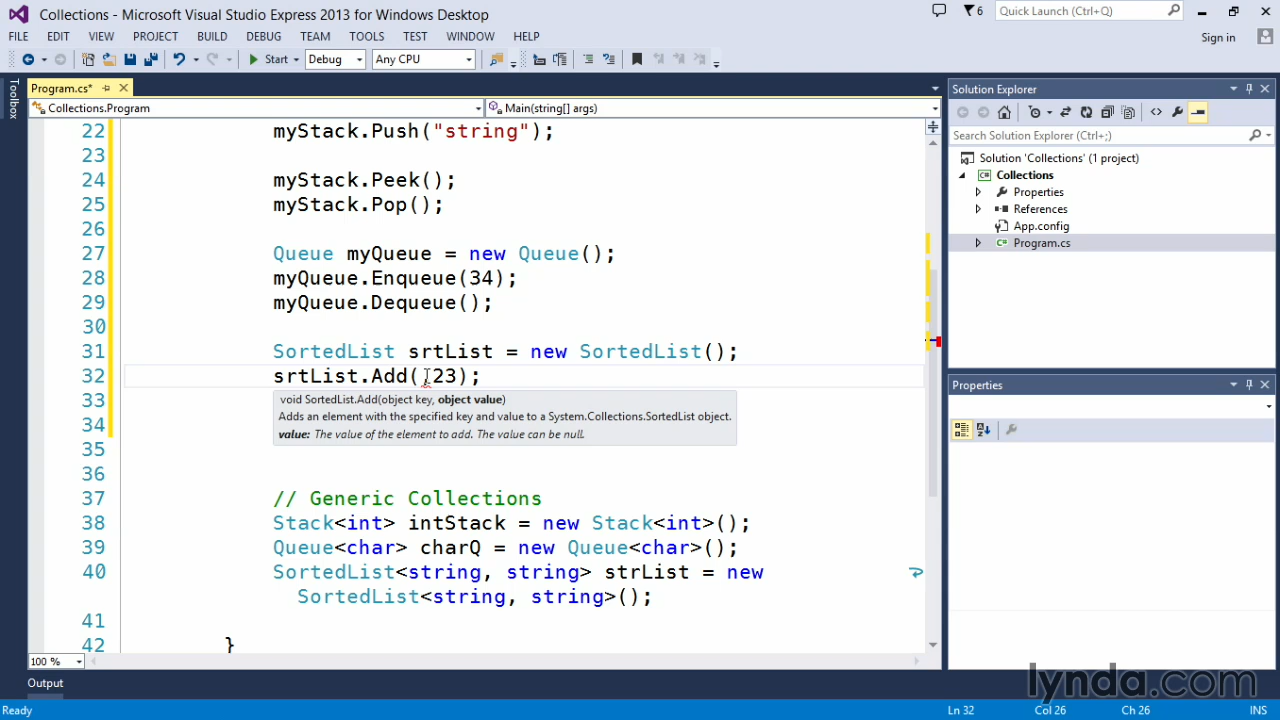 Collections - Microsoft Visual Studio Express 2013 for Windows Desktop
6
Quick Launch (Ctrl+Q)
FILE EDIT VIEW PROJECT BUILD DEBUG TEAM TOOLS TEST WINDOW HELP
Sign in
Start Debug Any CPU
Toolbox
Program.cs*
Collections.Program
Main(string[] args)
22 myStack.Push("string");
23
24 myStack.Peek();
25 myStack.Pop();
26
27 Queue myQueue = new Queue();
28 myQueue.Enqueue(34);
29 myQueue.Dequeue();
30
31 SortedList srtList = new SortedList();
32 srtList.Add(,23);
33 void SortedList.Add(object key, object value)
Adds an element with the specified key and value to a System.Collections.SortedList object.
34 value: The value of the element to add. The value can be null.
35
36
37 // Generic Collections
38 Stack<int> intStack = new Stack<int>();
39 Queue<char> charQ = new Queue<char>();
40 SortedList<string, string> strList = new
SortedList<string, string>();
41
42 }
100 %
Output
Solution Explorer
Search Solution Explorer (Ctrl+;)
Solution 'Collections' (1 project)
C# Collections
Properties
References
App.config
C# Program.cs
Properties
lynda.com
Ready
Ln 32 Col 26 Ch 26 INS